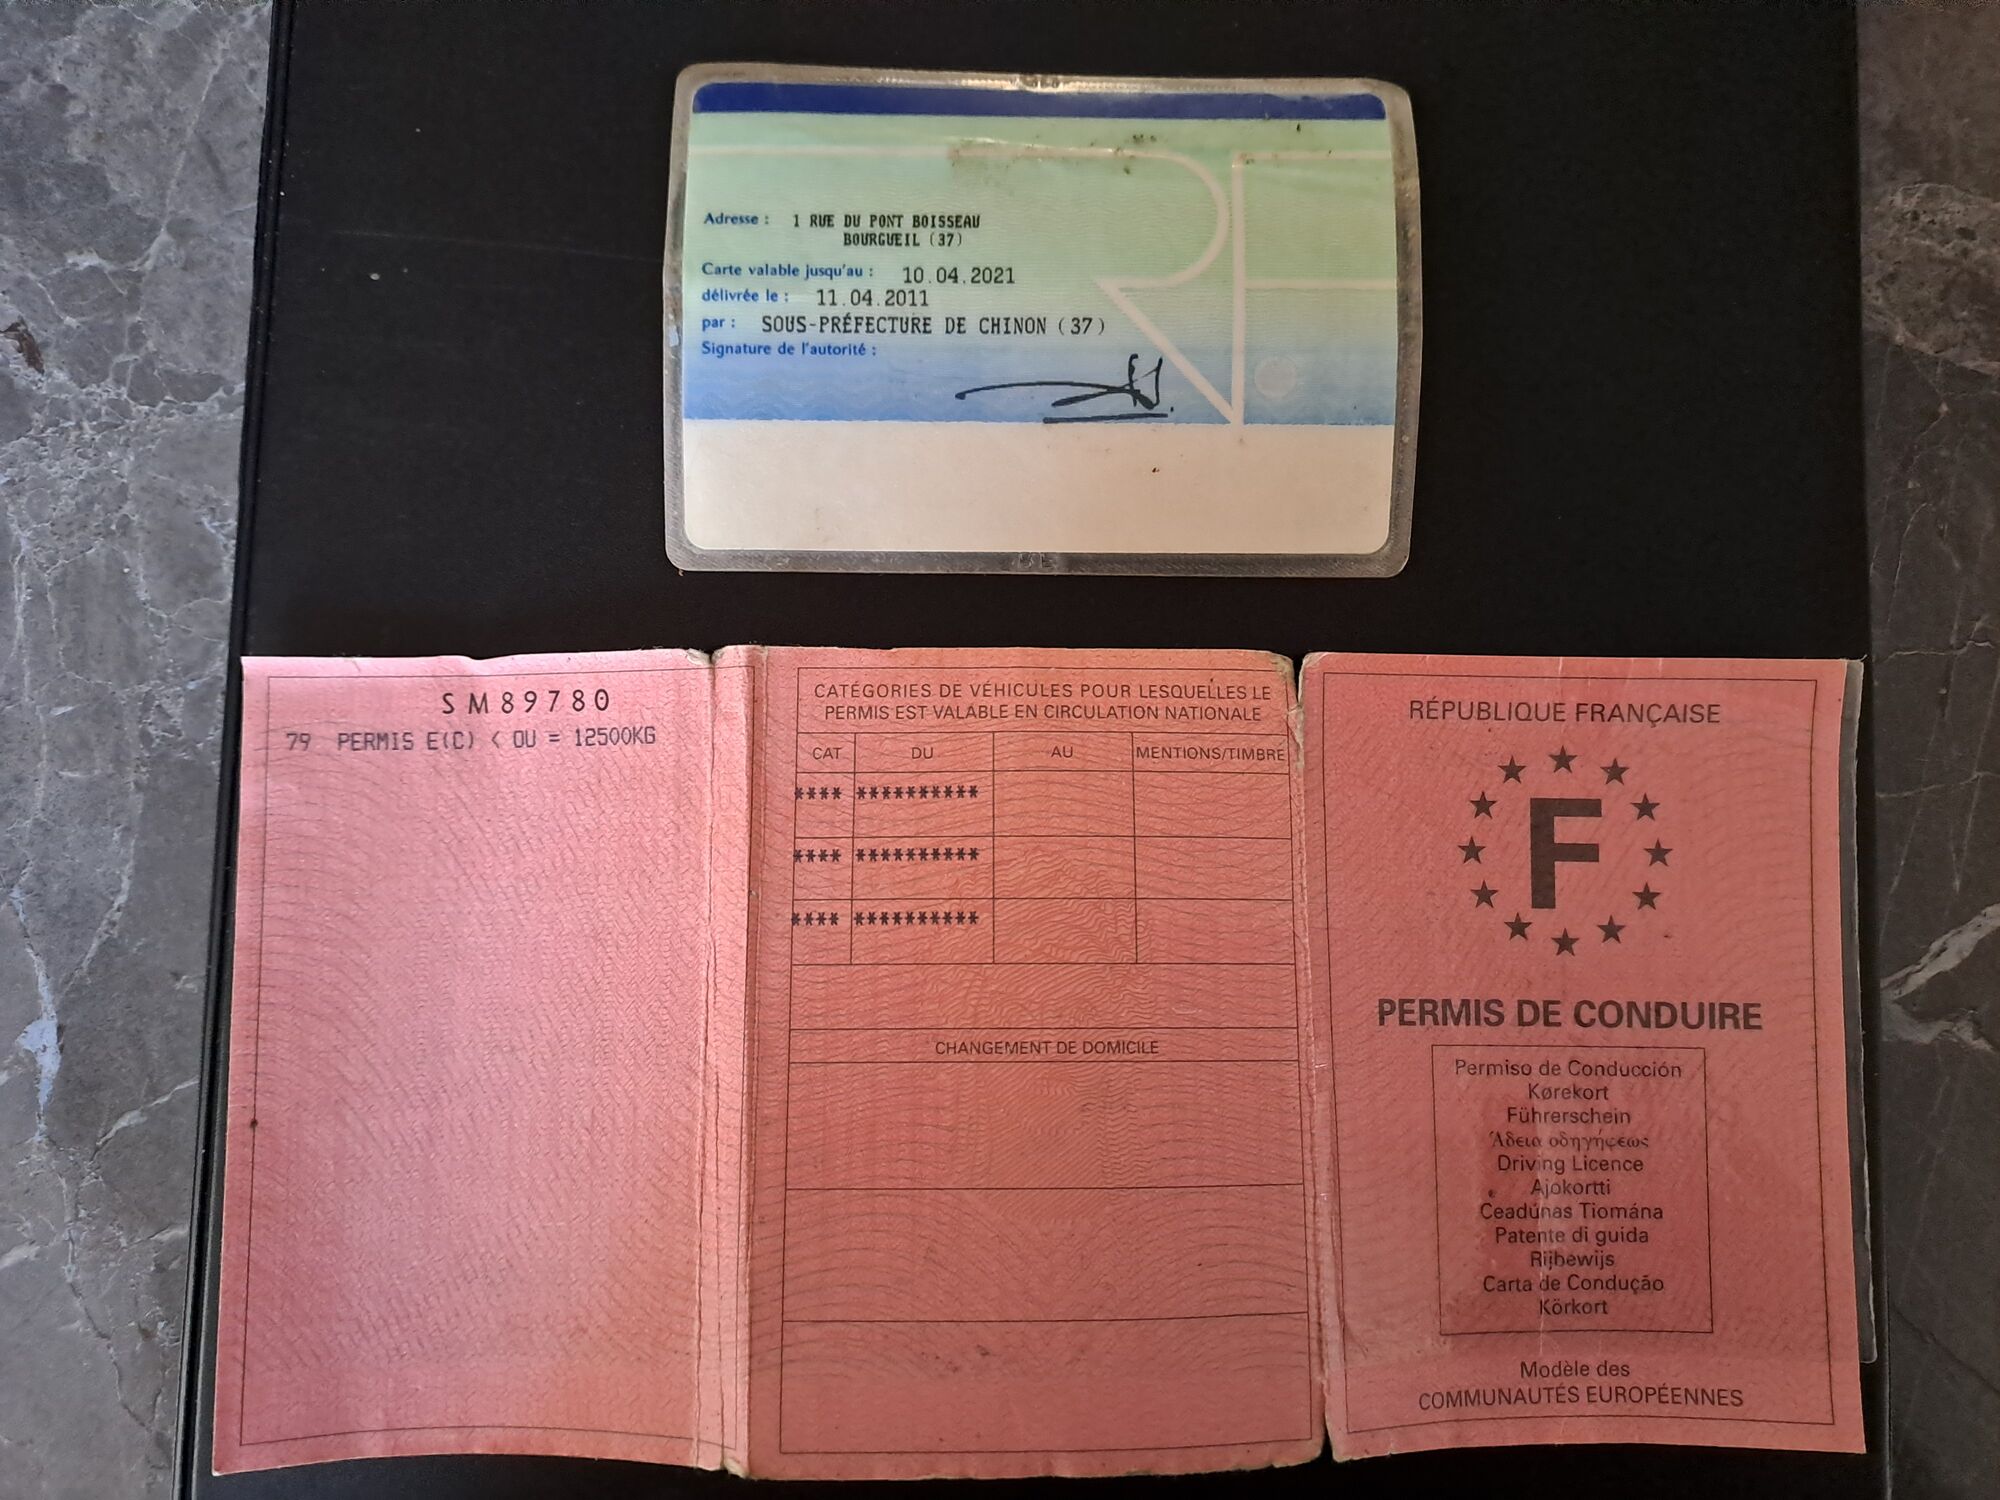 Adresse : 1 RUE DU PONT BOISSEAU
BOURGUEIL (37)
Carte valable jusqu'au : 10.04.2021
délivrée le : 11.04.2011
par : SOUS-PRÉFECTURE DE CHINON (37)
Signature de l'autorité :
SM89780
79 PERMIS E(C) < OU = 12500KG
CATÉGORIES DE VÉHICULES POUR LESQUELLES LE
PERMIS EST VALABLE EN CIRCULATION NATIONALE
CAT DU AU MENTIONS/TIMBRE
**** **********
**** **********
**** **********
CHANGEMENT DE DOMICILE
RÉPUBLIQUE FRANÇAISE
F
PERMIS DE CONDUIRE
Permiso de Conducción
Kørekort
Führerschein
Άδεια οδηγήσεως
Driving Licence
Ajokortti
Ceadúnas Tiomána
Patente di guida
Rijbewijs
Carta de Condução
Körkort
Modèle des
COMMUNAUTÉS EUROPÉENNES